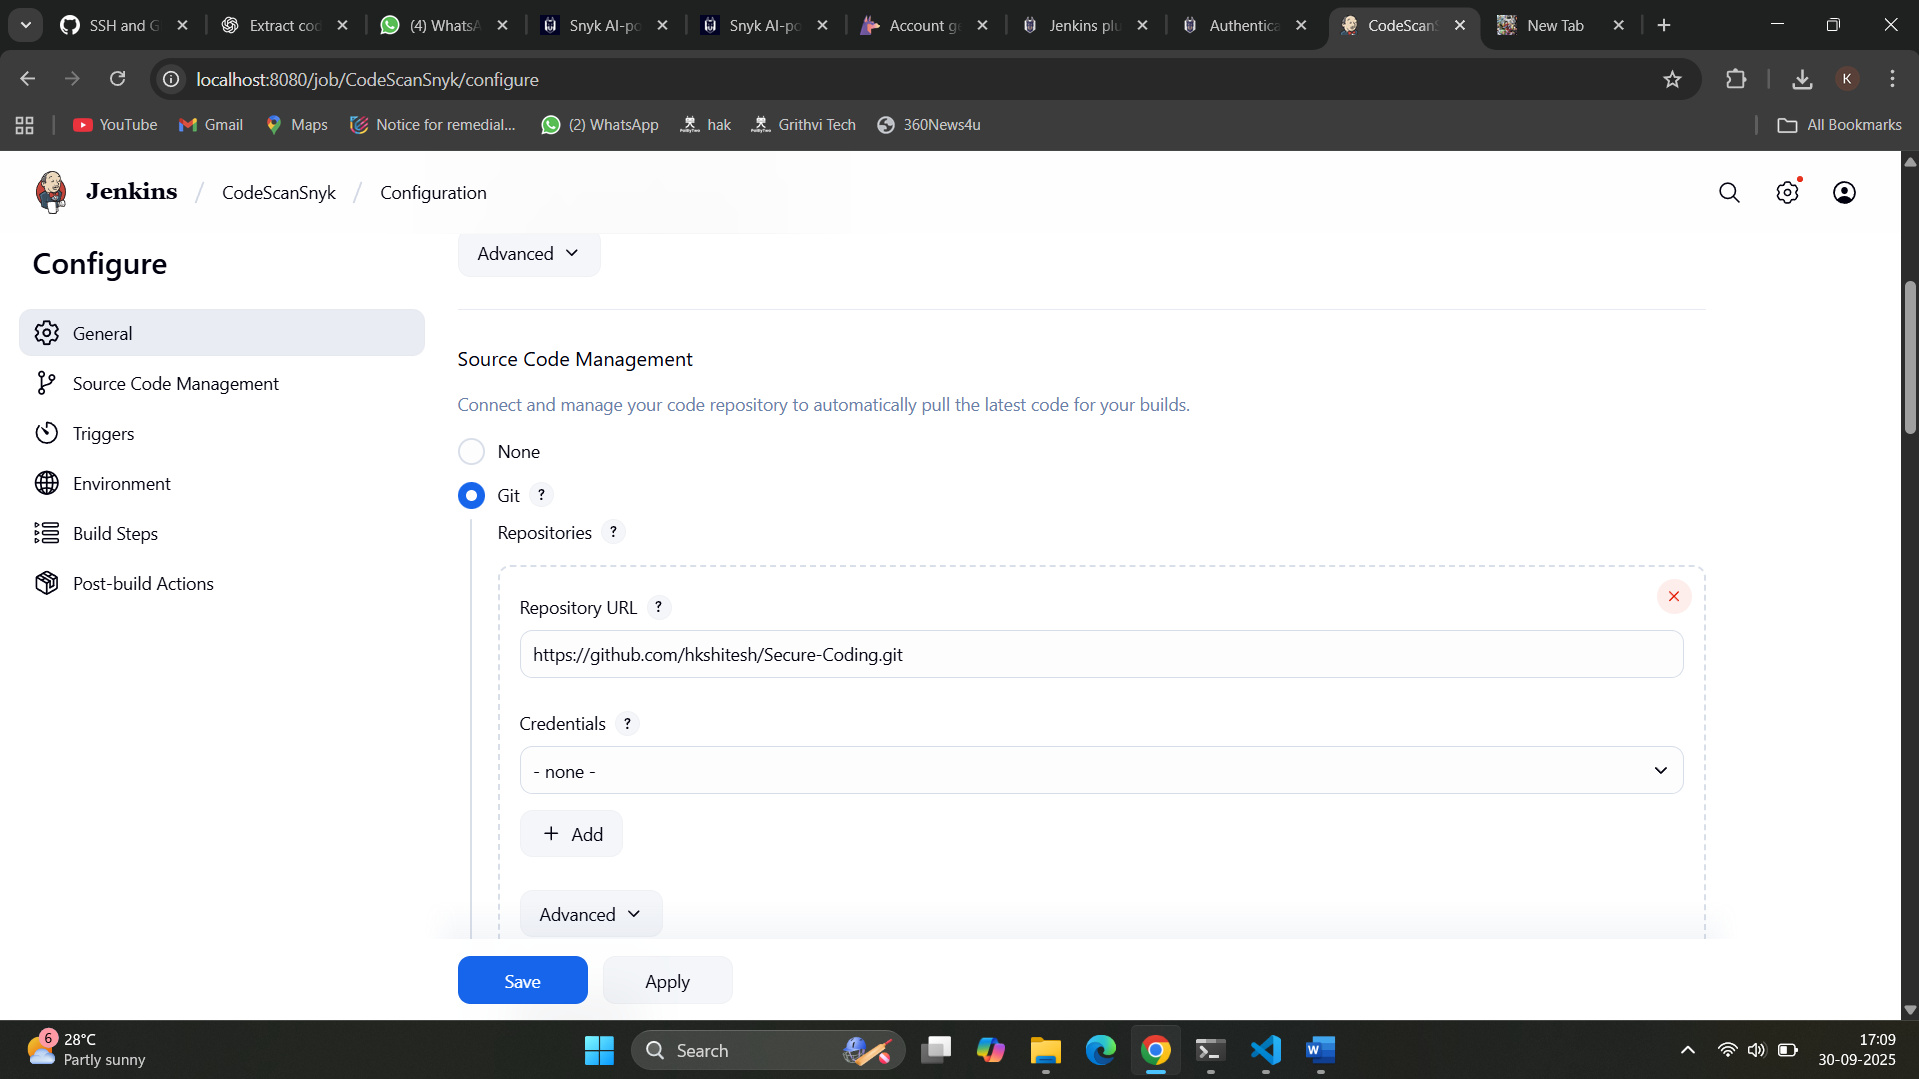 SSH and G
Extract cod
(4) WhatsA
Snyk AI-po
Snyk AI-po
Account ge
Jenkins plu
Authentica
CodeScanS
New Tab
localhost:8080/job/CodeScanSnyk/configure
K
YouTube
Gmail
Maps
Notice for remedial...
(2) WhatsApp
hak
Grithvi Tech
360News4u
All Bookmarks
Jenkins / CodeScanSnyk / Configuration
Configure
General
Source Code Management
Triggers
Environment
Build Steps
Post-build Actions
Advanced
Source Code Management
Connect and manage your code repository to automatically pull the latest code for your builds.
None
Git ?
Repositories ?
Repository URL ?
https://github.com/hkshitesh/Secure-Coding.git
Credentials ?
- none -
+ Add
Advanced
Save
Apply
6
28°C
Partly sunny
Search
17:09
30-09-2025